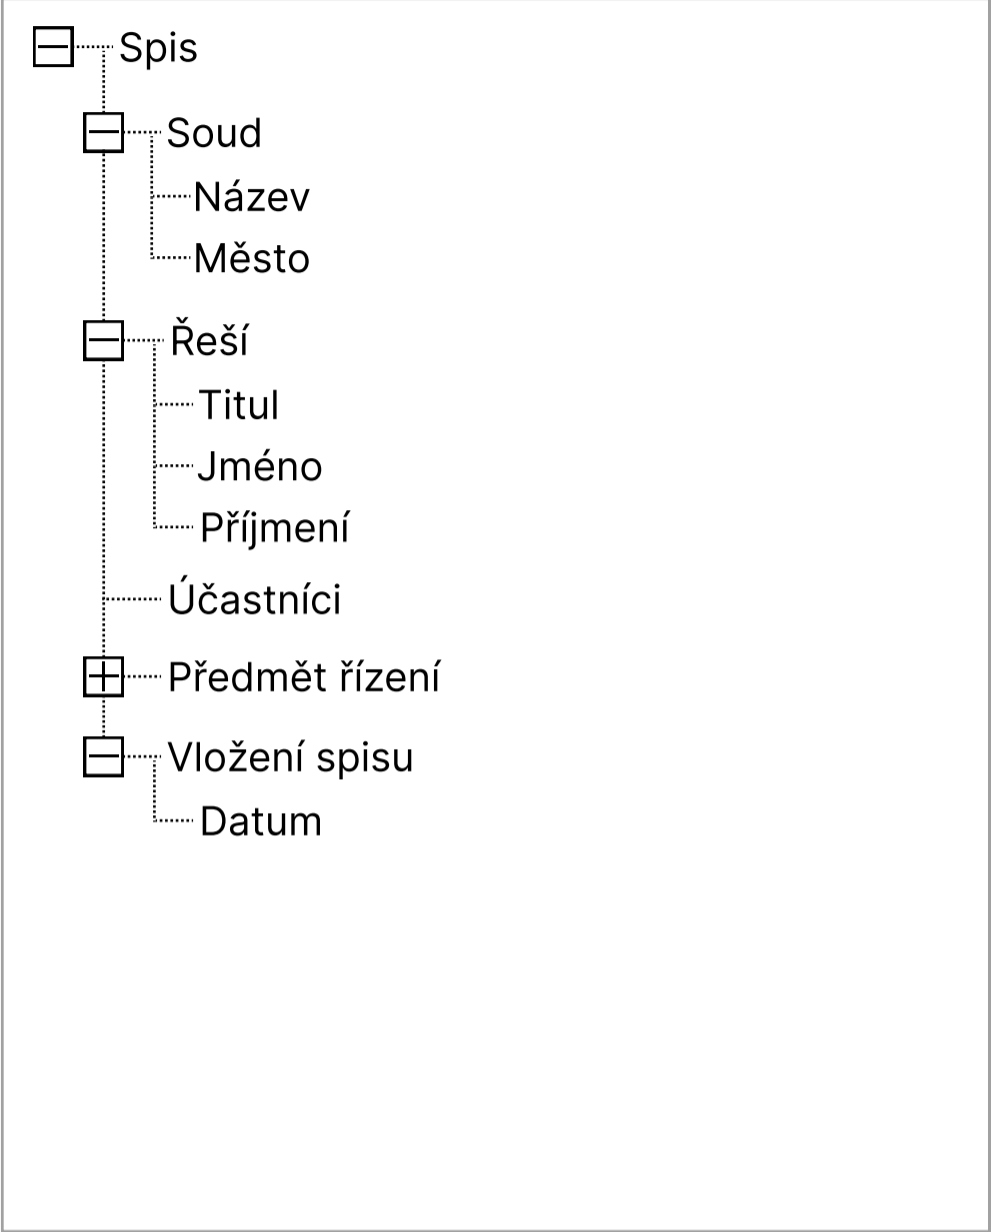 Spis
Soud
Název
Město
Řeší
Titul
Jméno
Příjmení
Účastníci
Předmět řízení
Vložení spisu
Datum